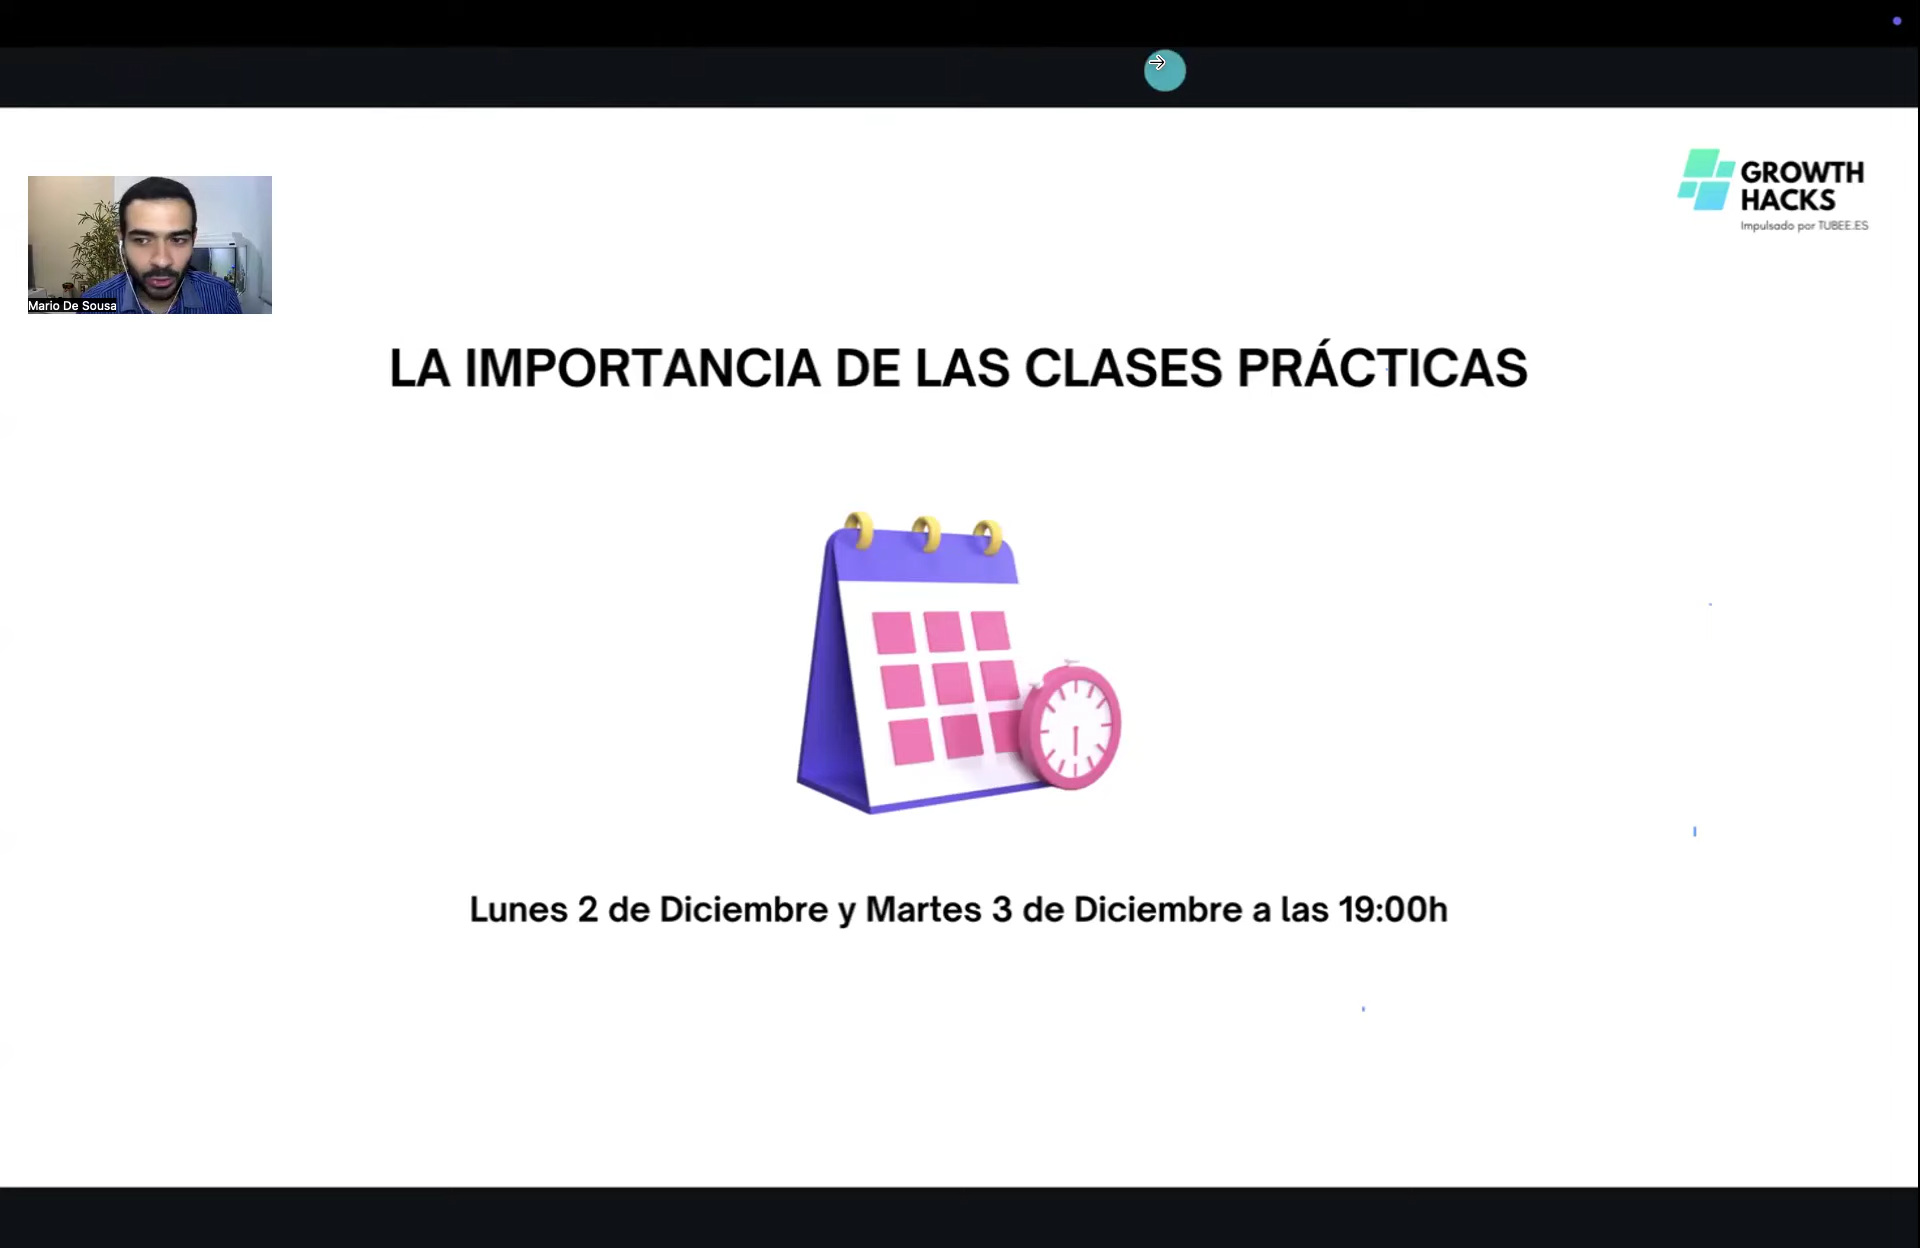 GROWTH
HACKS
Impulsado por TUBEE.ES
Mario De Sousa
LA IMPORTANCIA DE LAS CLASES PRÁCTICAS
Lunes 2 de Diciembre y Martes 3 de Diciembre a las 19:00h